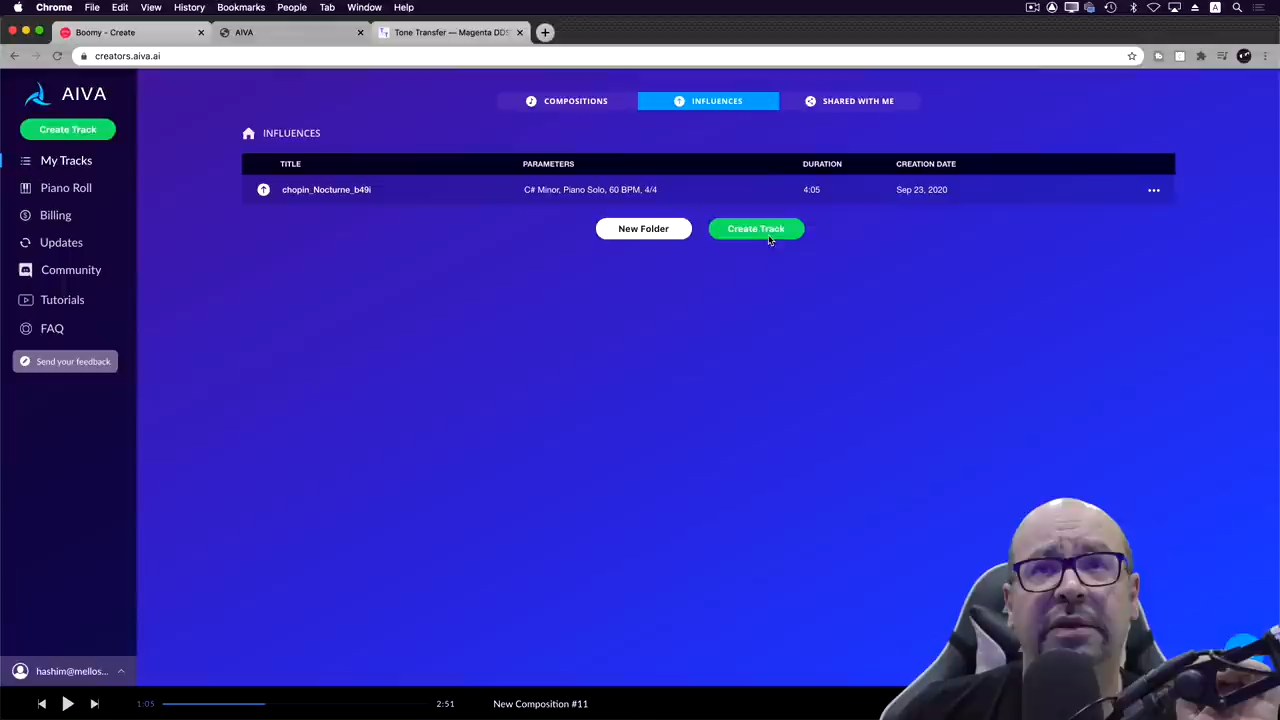 Chrome File Edit View History Bookmarks People Tab Window Help
Boomy - Create
AIVA
Tone Transfer — Magenta DDS
creators.aiva.ai
AIVA
Create Track
My Tracks
Piano Roll
Billing
Updates
Community
Tutorials
FAQ
Send your feedback
hashim@mellos...
COMPOSITIONS
INFLUENCES
SHARED WITH ME
INFLUENCES
TITLE PARAMETERS DURATION CREATION DATE
chopin_Nocturne_b49i C# Minor, Piano Solo, 60 BPM, 4/4 4:05 Sep 23, 2020
New Folder
Create Track
1:05
2:51
New Composition #11